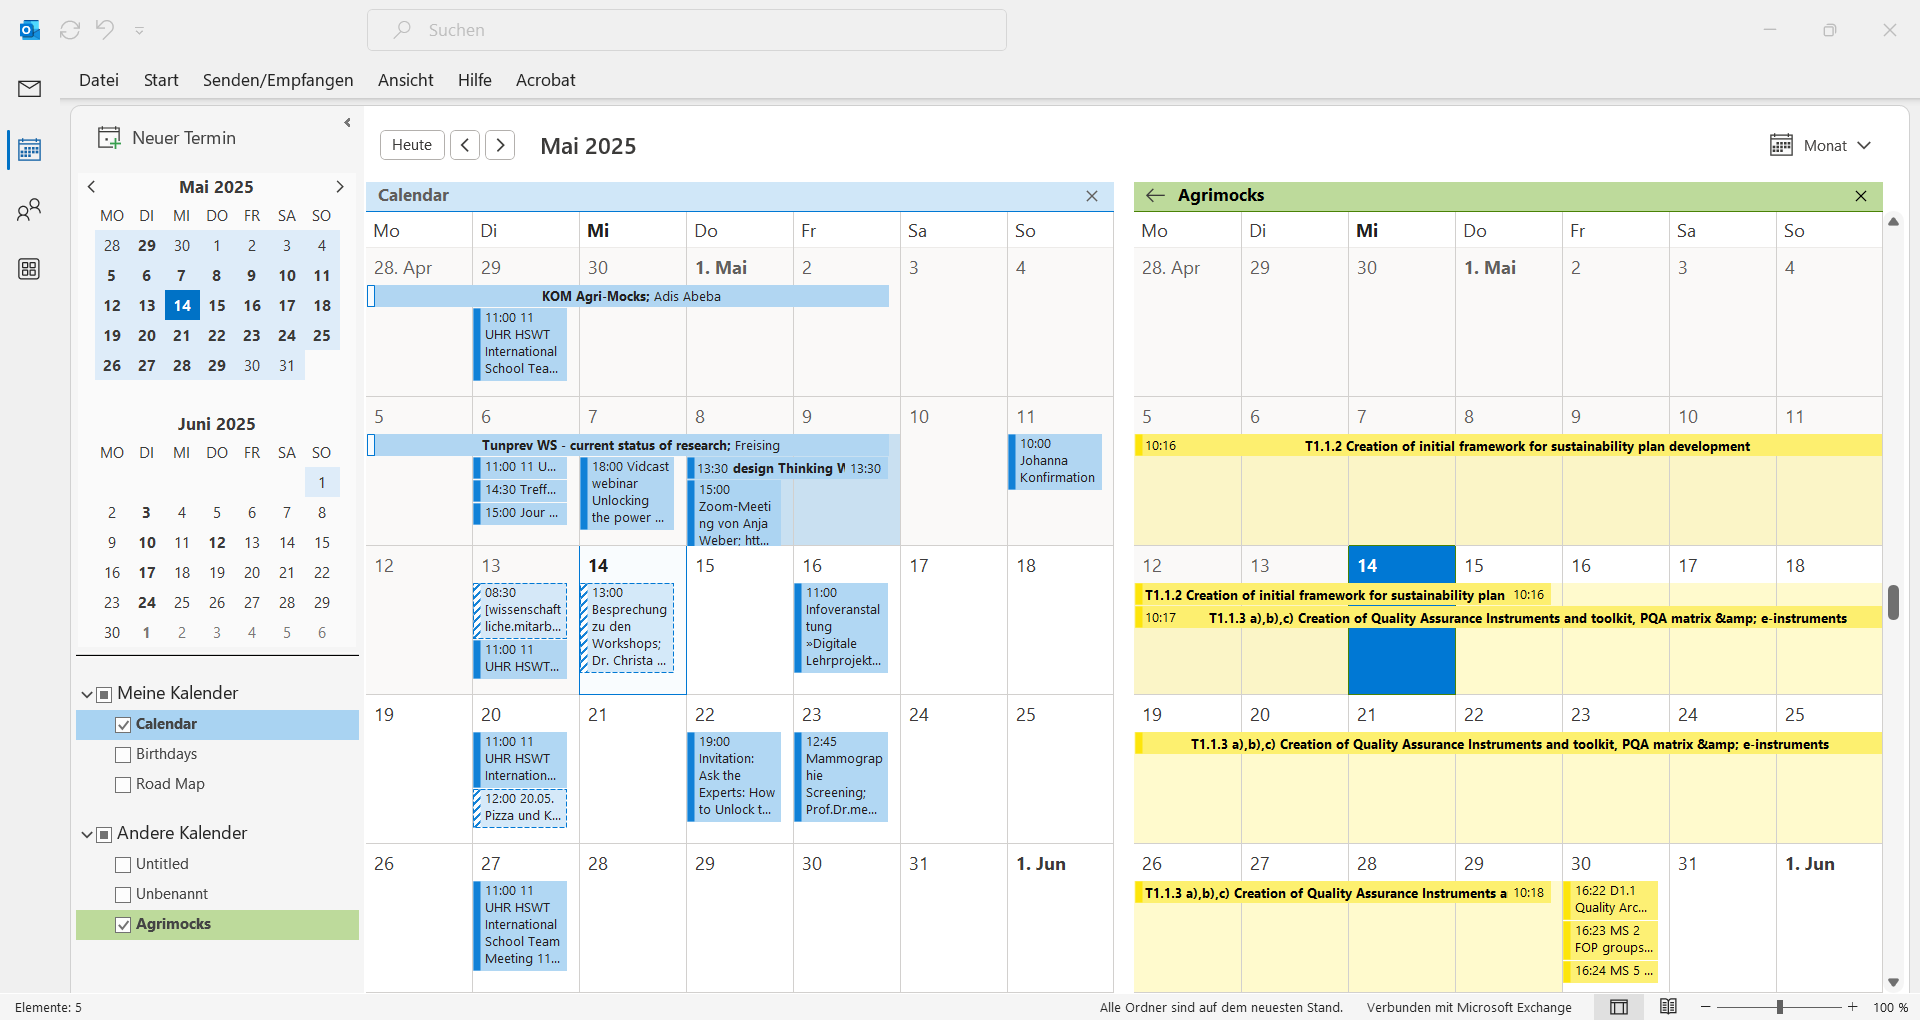 Suchen
Datei Start Senden/Empfangen Ansicht Hilfe Acrobat
Neuer Termin
Mai 2025
MO DI MI DO FR SA SO
28 29 30 1 2 3 4
5 6 7 8 9 10 11
12 13 14 15 16 17 18
19 20 21 22 23 24 25
26 27 28 29 30 31
Juni 2025
MO DI MI DO FR SA SO
1
2 3 4 5 6 7 8
9 10 11 12 13 14 15
16 17 18 19 20 21 22
23 24 25 26 27 28 29
30 1 2 3 4 5 6
Meine Kalender
Calendar
Birthdays
Road Map
Andere Kalender
Untitled
Unbenannt
Agrimocks
Heute
Mai 2025
Monat
Calendar
Mo Di Mi Do Fr Sa So
28. Apr 29 30 1. Mai 2 3 4
KOM Agri-Mocks; Adis Abeba
11:00 11
UHR HSWT
International
School Tea...
5 6 7 8 9 10 11
Tunprev WS - current status of research; Freising
11:00 11 U...
14:30 Treff...
15:00 Jour ...
18:00 Vidcast
webinar
Unlocking
the power ...
13:30 design Thinking W 13:30
15:00
Zoom-Meeti
ng von Anja
Weber; htt...
10:00
Johanna
Konfirmation
12 13 14 15 16 17 18
08:30
[wissenschaft
liche.mitarb...
11:00 11
UHR HSWT...
13:00
Besprechung
zu den
Workshops;
Dr. Christa ...
11:00
Infoveranstal
tung
»Digitale
Lehrprojekt...
19 20 21 22 23 24 25
11:00 11
UHR HSWT
Internation...
12:00 20.05.
Pizza und K...
19:00
Invitation:
Ask the
Experts: How
to Unlock t...
12:45
Mammograp
hie
Screening;
Prof.Dr.me...
26 27 28 29 30 31 1. Jun
11:00 11
UHR HSWT
International
School Team
Meeting 11...
Agrimocks
Mo Di Mi Do Fr Sa So
28. Apr 29 30 1. Mai 2 3 4
5 6 7 8 9 10 11
10:16 T1.1.2 Creation of initial framework for sustainability plan development
12 13 14 15 16 17 18
T1.1.2 Creation of initial framework for sustainability plan 10:16
10:17 T1.1.3 a),b),c) Creation of Quality Assurance Instruments and toolkit, PQA matrix &amp; e-instruments
19 20 21 22 23 24 25
T1.1.3 a),b),c) Creation of Quality Assurance Instruments and toolkit, PQA matrix &amp; e-instruments
26 27 28 29 30 31 1. Jun
T1.1.3 a),b),c) Creation of Quality Assurance Instruments a 10:18
16:22 D1.1
Quality Arc...
16:23 MS 2
FOP groups...
16:24 MS 5 ...
Elemente: 5
Alle Ordner sind auf dem neuesten Stand. Verbunden mit Microsoft Exchange
100 %